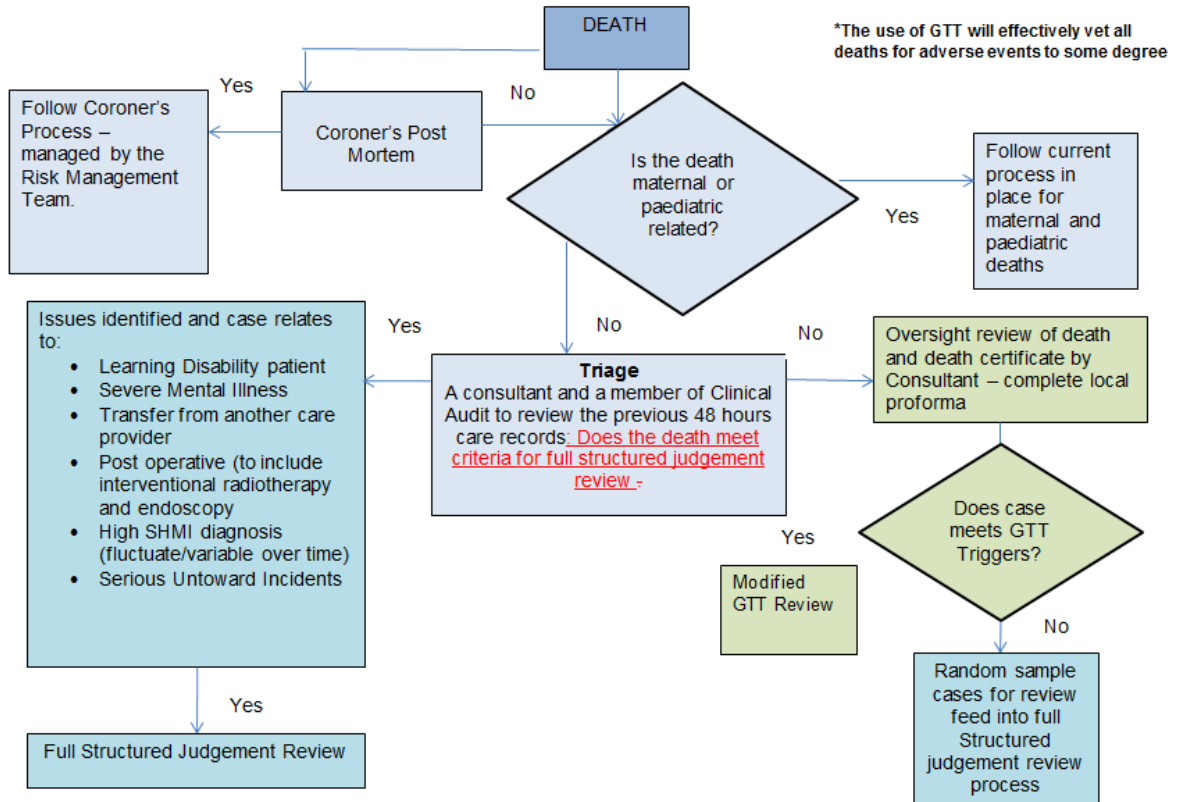 DEATH
*The use of GTT will effectively vet all
deaths for adverse events to some degree
Yes
No
Follow Coroner's
Process –
managed by the
Risk Management
Team.
Coroner's Post
Mortem
Is the death
maternal or
paediatric
related?
Yes
Follow current
process in
place for
maternal and
paediatric
deaths
Issues identified and case relates
to:
• Learning Disability patient
• Severe Mental Illness
• Transfer from another care
provider
• Post operative (to include
interventional radiotherapy
and endoscopy
• High SHMI diagnosis
(fluctuate/variable over time)
• Serious Untoward Incidents
Yes
No
Triage
A consultant and a member of Clinical
Audit to review the previous 48 hours
care records: Does the death meet
criteria for full structured judgement
review -
No
Oversight review of death
and death certificate by
Consultant – complete local
proforma
Does case
meets GTT
Triggers?
Yes
Modified
GTT Review
No
Random sample
cases for review
feed into full
Structured
judgement review
process
Yes
Full Structured Judgement Review